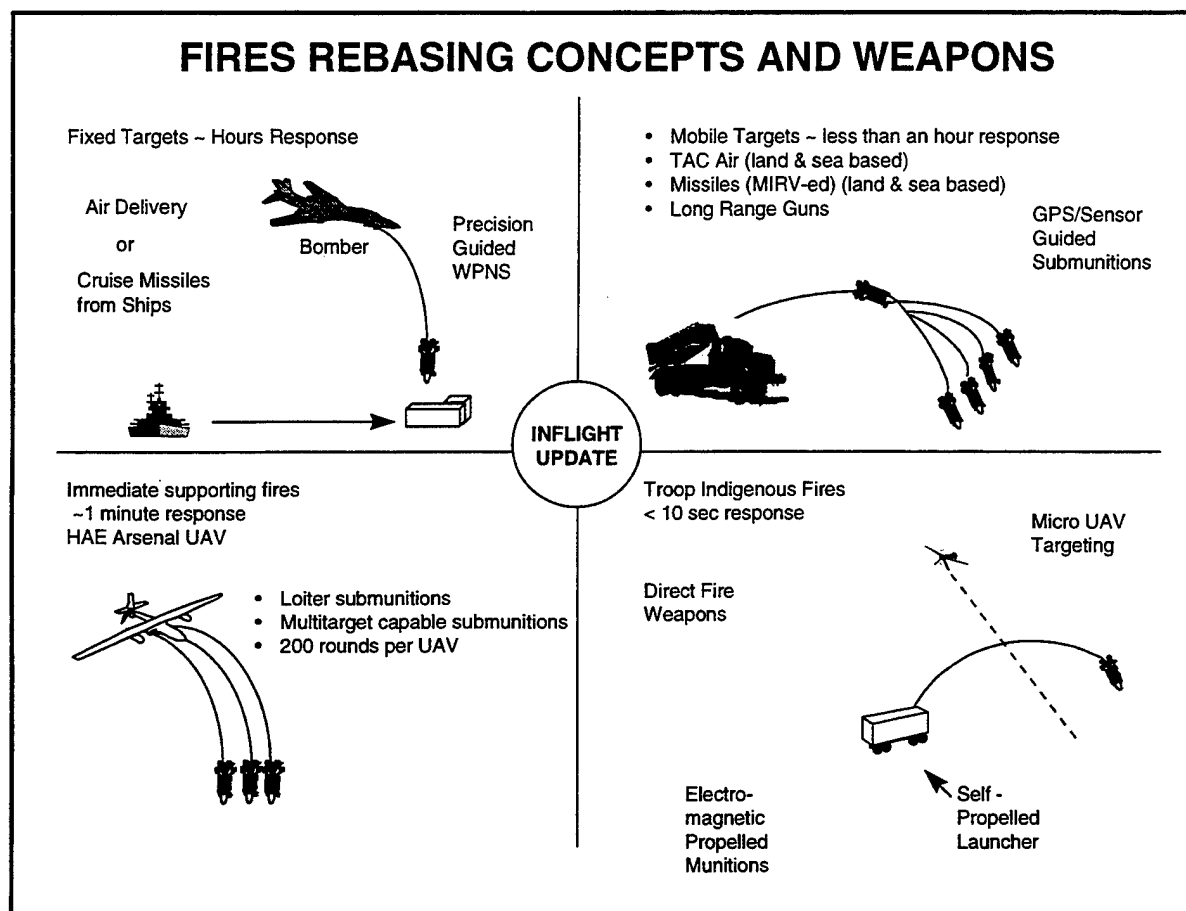 FIRES REBASING CONCEPTS AND WEAPONS
Fixed Targets ~ Hours Response
Air Delivery
or
Cruise Missiles
from Ships
Bomber
Precision
Guided
WPNS
• Mobile Targets ~ less than an hour response
• TAC Air (land & sea based)
• Missiles (MIRV-ed) (land & sea based)
• Long Range Guns
GPS/Sensor
Guided
Submunitions
INFLIGHT
UPDATE
Immediate supporting fires
~1 minute response
HAE Arsenal UAV
• Loiter submunitions
• Multitarget capable submunitions
• 200 rounds per UAV
Troop Indigenous Fires
< 10 sec response
Micro UAV
Targeting
Direct Fire
Weapons
Electro-
magnetic
Propelled
Munitions
Self -
Propelled
Launcher